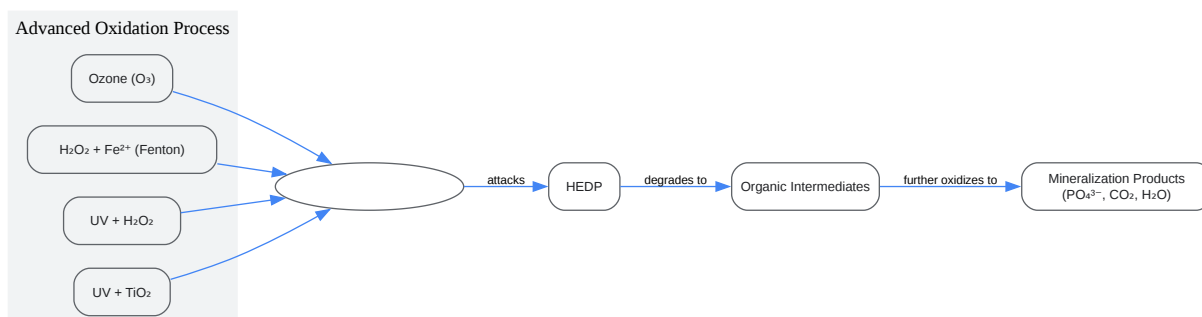 Advanced Oxidation Process
Ozone (O₃)
H₂O₂ + Fe²⁺ (Fenton)
UV + H₂O₂
UV + TiO₂
attacks
HEDP
degrades to
Organic Intermediates
further oxidizes to
Mineralization Products
(PO₄³⁻, CO₂, H₂O)